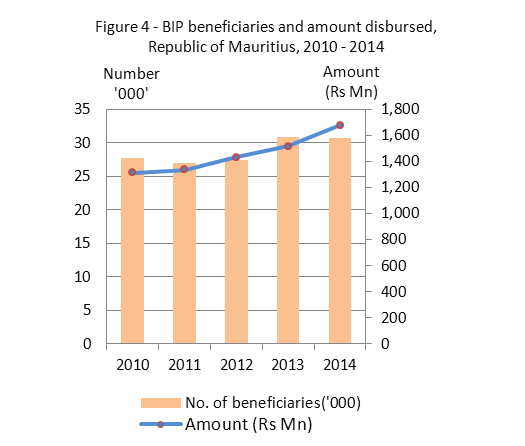 Figure 4 - BIP beneficiaries and amount disbursed,
Republic of Mauritius, 2010 - 2014
Number
'000'
Amount
(Rs Mn)
35
30
25
20
15
10
5
0
1,800
1,600
1,400
1,200
1,000
800
600
400
200
0
2010 2011 2012 2013 2014
No. of beneficiaries('000)
Amount (Rs Mn)